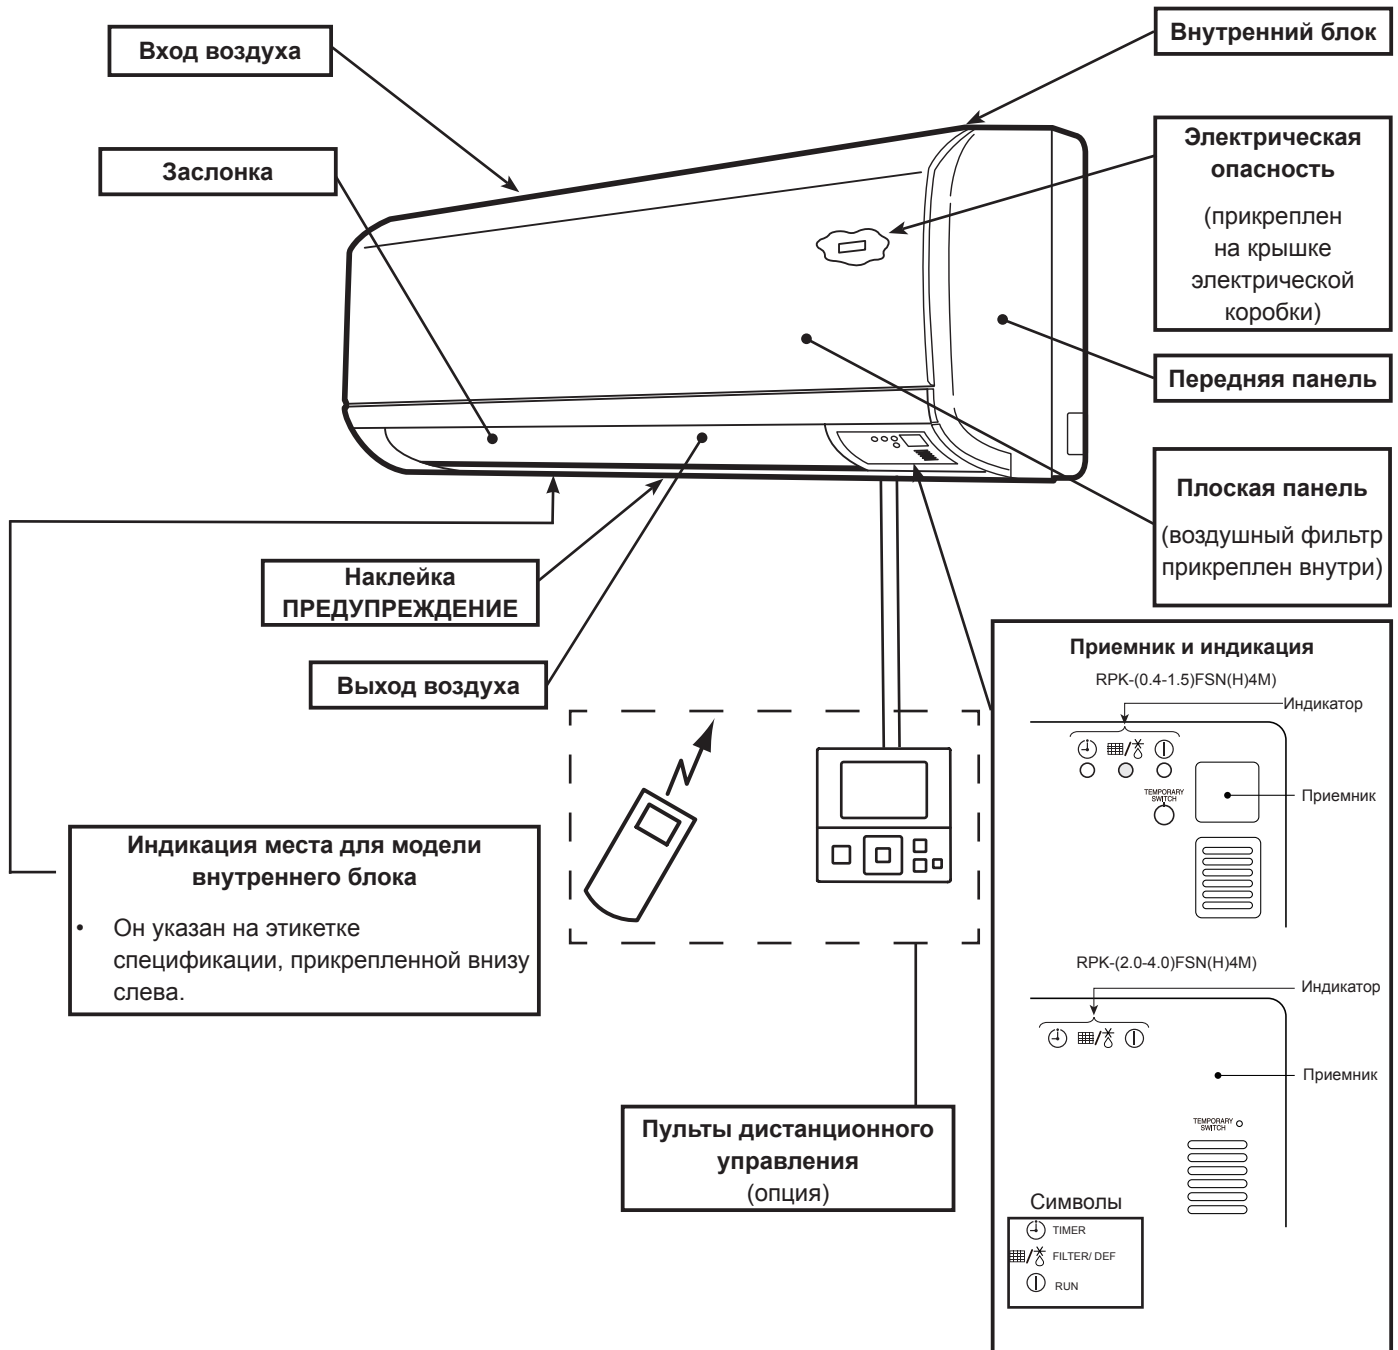 Вход воздуха
Внутренний блок
Заслонка
Электрическая
опасность
(прикреплен
на крышке
электрической
коробки)
Передняя панель
Плоская панель
(воздушный фильтр
прикреплен внутри)
Наклейка
ПРЕДУПРЕЖДЕНИЕ
Выход воздуха
Индикация места для модели
внутреннего блока
• Он указан на этикетке
спецификации, прикрепленной внизу
слева.
Пульты дистанционного
управления
(опция)
Приемник и индикация
RPK-(0.4-1.5)FSN(H)4M)
Индикатор
TEMPORARY
SWITCH
Приемник
RPK-(2.0-4.0)FSN(H)4M)
Индикатор
Приемник
TEMPORARY
SWITCH
Символы
TIMER
FILTER/ DEF
RUN